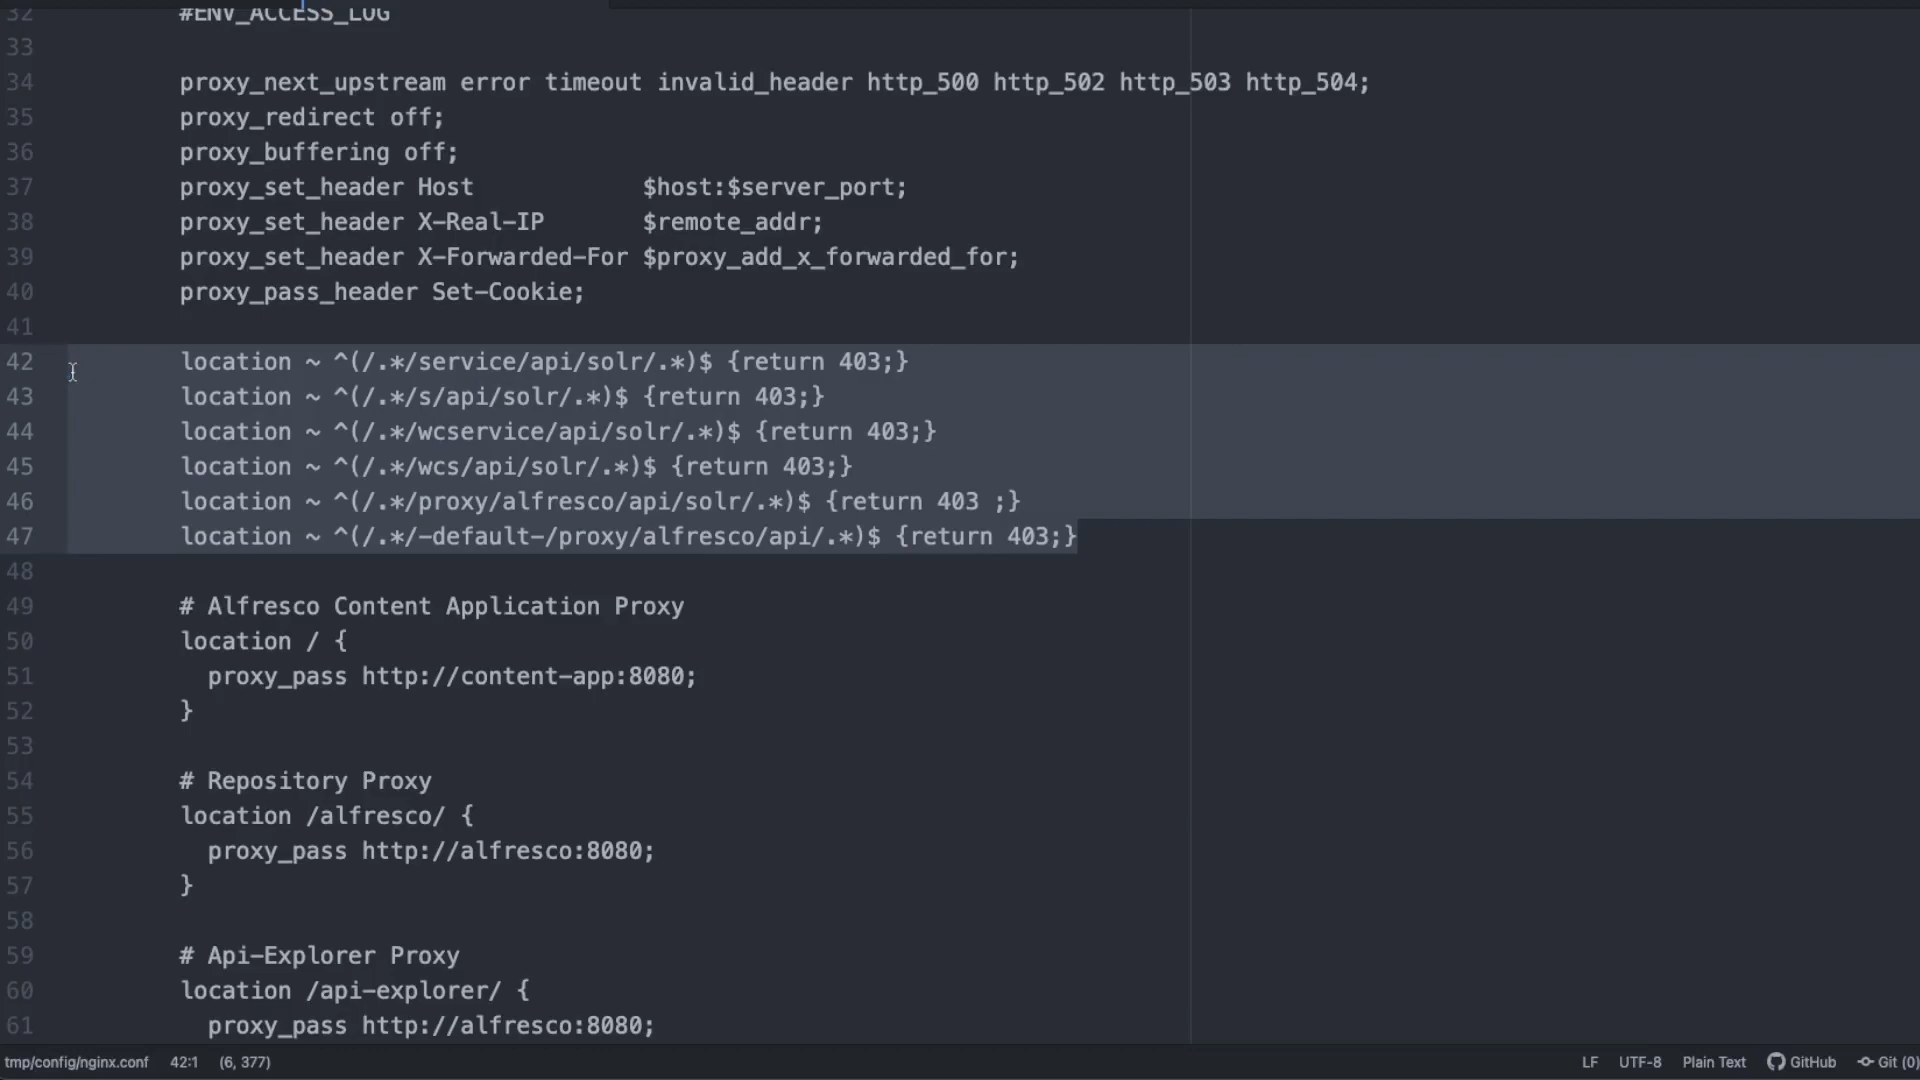 32 #ENV_ACCESS_LOG
33
34 proxy_next_upstream error timeout invalid_header http_500 http_502 http_503 http_504;
35 proxy_redirect off;
36 proxy_buffering off;
37 proxy_set_header Host $host:$server_port;
38 proxy_set_header X-Real-IP $remote_addr;
39 proxy_set_header X-Forwarded-For $proxy_add_x_forwarded_for;
40 proxy_pass_header Set-Cookie;
41
42 location ~ ^(/.*/service/api/solr/.*)$ {return 403;}
43 location ~ ^(/.*/s/api/solr/.*)$ {return 403;}
44 location ~ ^(/.*/wcservice/api/solr/.*)$ {return 403;}
45 location ~ ^(/.*/wcs/api/solr/.*)$ {return 403;}
46 location ~ ^(/.*/proxy/alfresco/api/solr/.*)$ {return 403 ;}
47 location ~ ^(/.*/-default-/proxy/alfresco/api/.*)$ {return 403;}
48
49 # Alfresco Content Application Proxy
50 location / {
51 proxy_pass http://content-app:8080;
52 }
53
54 # Repository Proxy
55 location /alfresco/ {
56 proxy_pass http://alfresco:8080;
57 }
58
59 # Api-Explorer Proxy
60 location /api-explorer/ {
61 proxy_pass http://alfresco:8080;
tmp/config/nginx.conf 42:1 (6, 377) LF UTF-8 Plain Text GitHub Git (0)